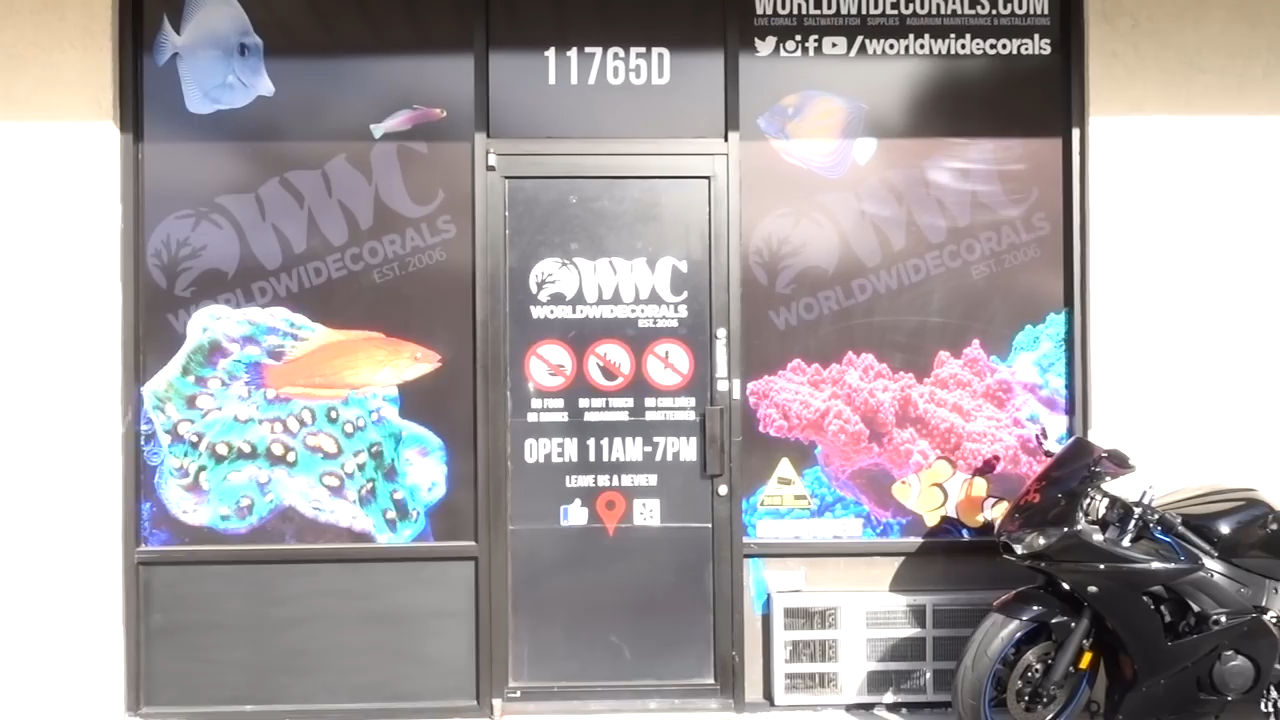 11765D
WORLDWIDECORALS.COM
LIVE CORALS SALTWATER FISH SUPPLIES AQUARIUM MAINTENANCE & INSTALLATIONS
/worldwidecorals
WWC
WORLDWIDECORALS
EST. 2006
WWC
WORLDWIDECORALS
EST. 2006
NO FOOD OR DRINKS
DO NOT TOUCH AQUARIUMS
NO CHILDREN UNATTENDED
OPEN 11AM-7PM
LEAVE US A REVIEW
WWC
WORLDWIDECORALS
EST. 2006